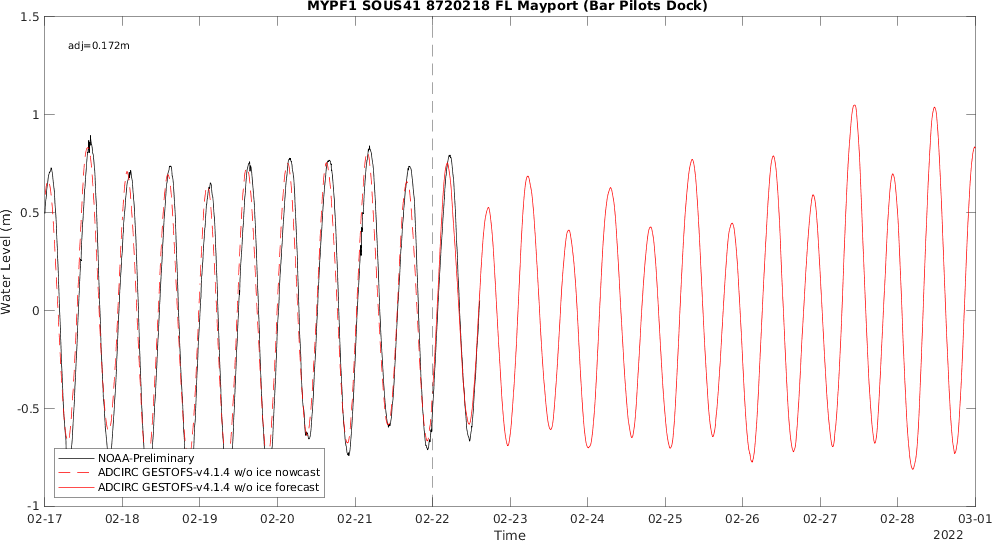 MYPF1 SOUS41 8720218 FL Mayport (Bar Pilots Dock)
1.5
adj=0.172m
1
0.5
0
-0.5
-1
Water Level (m)
NOAA-Preliminary
ADCIRC GESTOFS-v4.1.4 w/o ice nowcast
ADCIRC GESTOFS-v4.1.4 w/o ice forecast
02-17 02-18 02-19 02-20 02-21 02-22 02-23 02-24 02-25 02-26 02-27 02-28 03-01
Time
2022